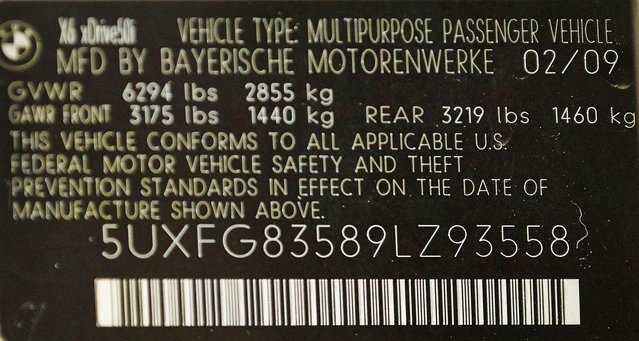 X6 xDrive50i VEHICLE TYPE: MULTIPURPOSE PASSENGER VEHICLE
MFD BY BAYERISCHE MOTORENWERKE 02/09
GVWR 6294 lbs 2855 kg
GAWR FRONT 3175 lbs 1440 kg REAR 3219 lbs 1460 kg
THIS VEHICLE CONFORMS TO ALL APPLICABLE U.S.
FEDERAL MOTOR VEHICLE SAFETY AND THEFT
PREVENTION STANDARDS IN EFFECT ON THE DATE OF
MANUFACTURE SHOWN ABOVE.
5UXFG83589LZ93558